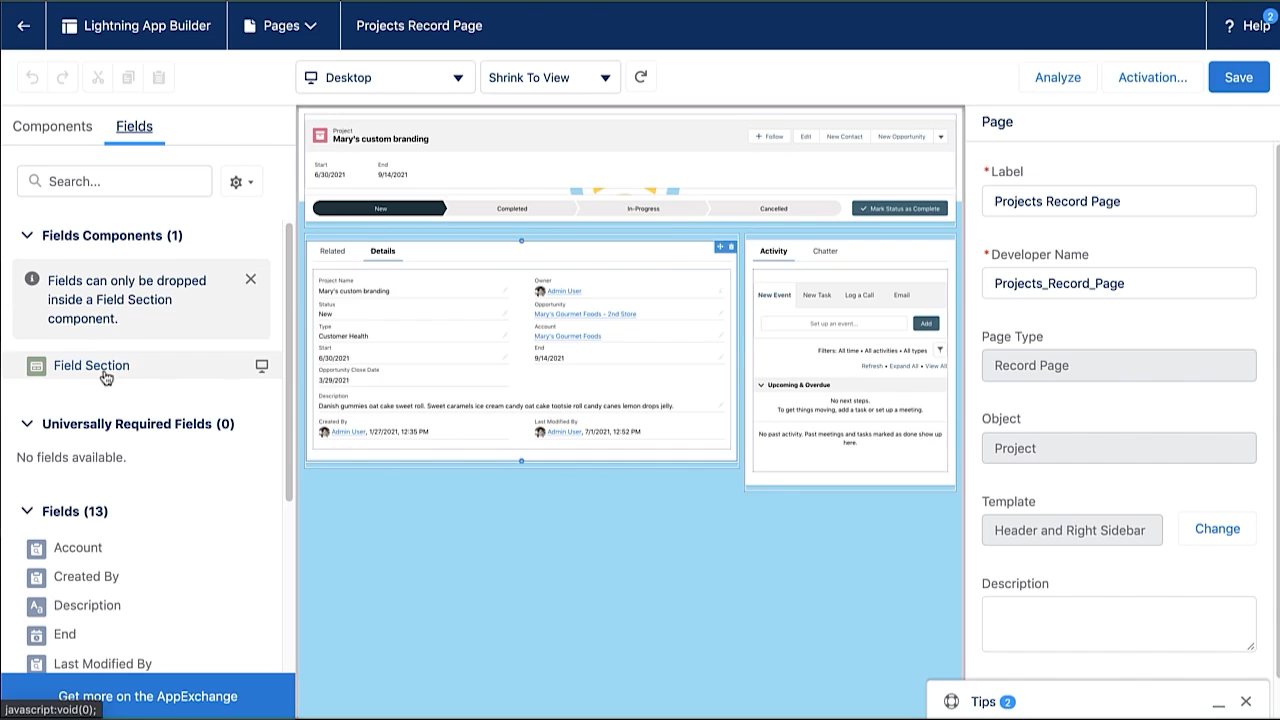 Lightning App Builder
Pages
Projects Record Page
? Help
2
Desktop
Shrink To View
Analyze
Activation...
Save
Components
Fields
Search...
Fields Components (1)
Fields can only be dropped
inside a Field Section
component.
Field Section
Universally Required Fields (0)
No fields available.
Fields (13)
Account
Created By
Description
End
Last Modified By
Get more on the AppExchange
javascript:void(0);
Project
Mary's custom branding
+ Follow
Edit
New Contact
New Opportunity
Start
End
6/30/2021
9/14/2021
New
Completed
In-Progress
Cancelled
Mark Status as Complete
Related
Details
Project Name
Mary's custom branding
Owner
Admin User
Status
New
Opportunity
Mary's Gourmet Foods - 2nd Store
Type
Customer Health
Account
Mary's Gourmet Foods
Start
6/30/2021
End
9/14/2021
Opportunity Close Date
3/29/2021
Description
Danish gummies oat cake sweet roll. Sweet caramels ice cream candy oat cake tootsie roll candy canes lemon drops jelly.
Created By
Admin User, 1/27/2021, 12:35 PM
Last Modified By
Admin User, 7/1/2021, 12:52 PM
Activity
Chatter
New Event
New Task
Log a Call
Email
Set up an event...
Add
Filters: All time • All activities • All types
Refresh • Expand All • View All
Upcoming & Overdue
No next steps.
To get things moving, add a task or set up a meeting.
No past activity. Past meetings and tasks marked as done show up
here.
Page
*Label
Projects Record Page
*Developer Name
Projects_Record_Page
Page Type
Record Page
Object
Project
Template
Header and Right Sidebar
Change
Description
Tips 2